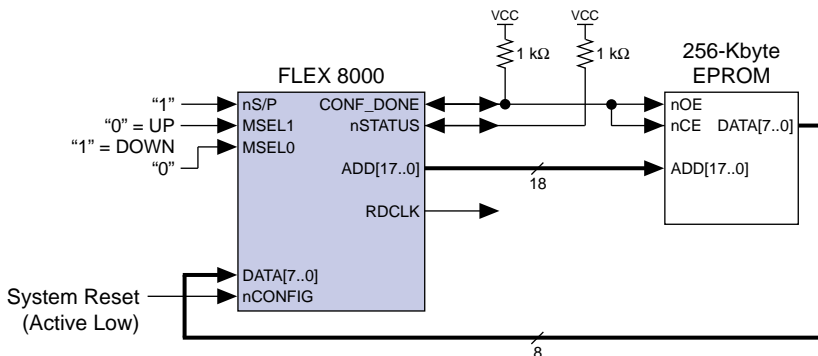 VCC
VCC
1 kΩ
1 kΩ
256-Kbyte
EPROM
FLEX 8000
"1"
nS/P
CONF_DONE
nOE
"0" = UP
MSEL1
nSTATUS
nCE
DATA[7..0]
"1" = DOWN
MSEL0
"0"
ADD[17..0]
ADD[17..0]
18
RDCLK
DATA[7..0]
System Reset
(Active Low)
nCONFIG
8